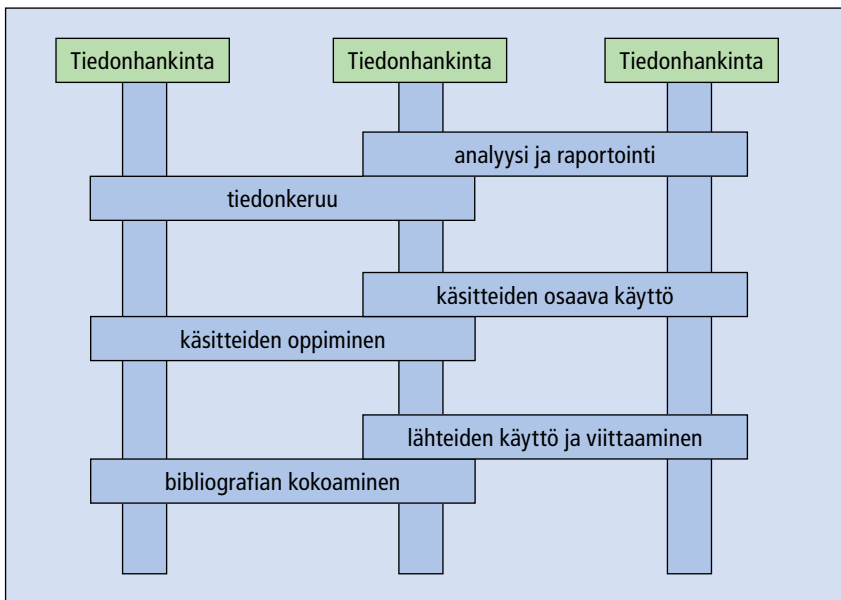 Tiedonhankinta
Tiedonhankinta
Tiedonhankinta
analyysi ja raportointi
tiedonkeruu
käsitteiden osaava käyttö
käsitteiden oppiminen
lähteiden käyttö ja viittaaminen
bibliografian kokoaminen